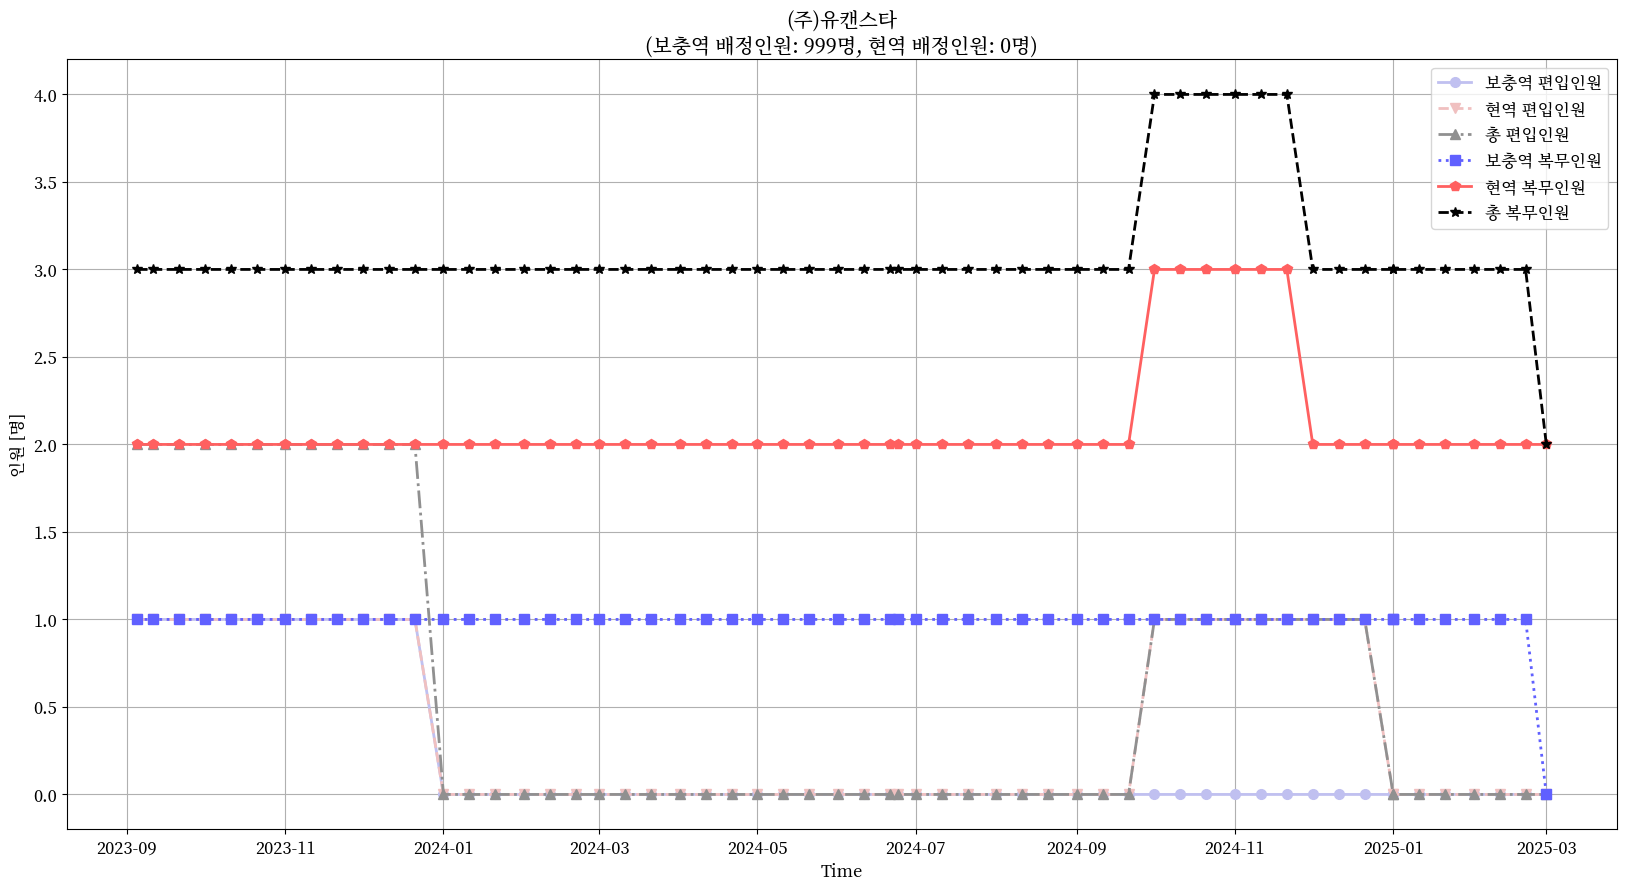 (주)유캔스타
(보충역 배정인원: 999명, 현역 배정인원: 0명)
보충역 편입인원
현역 편입인원
총 편입인원
보충역 복무인원
현역 복무인원
총 복무인원
인원 [명]
4.0
3.5
3.0
2.5
2.0
1.5
1.0
0.5
0.0
2023-09 2023-11 2024-01 2024-03 2024-05 2024-07 2024-09 2024-11 2025-01 2025-03
Time